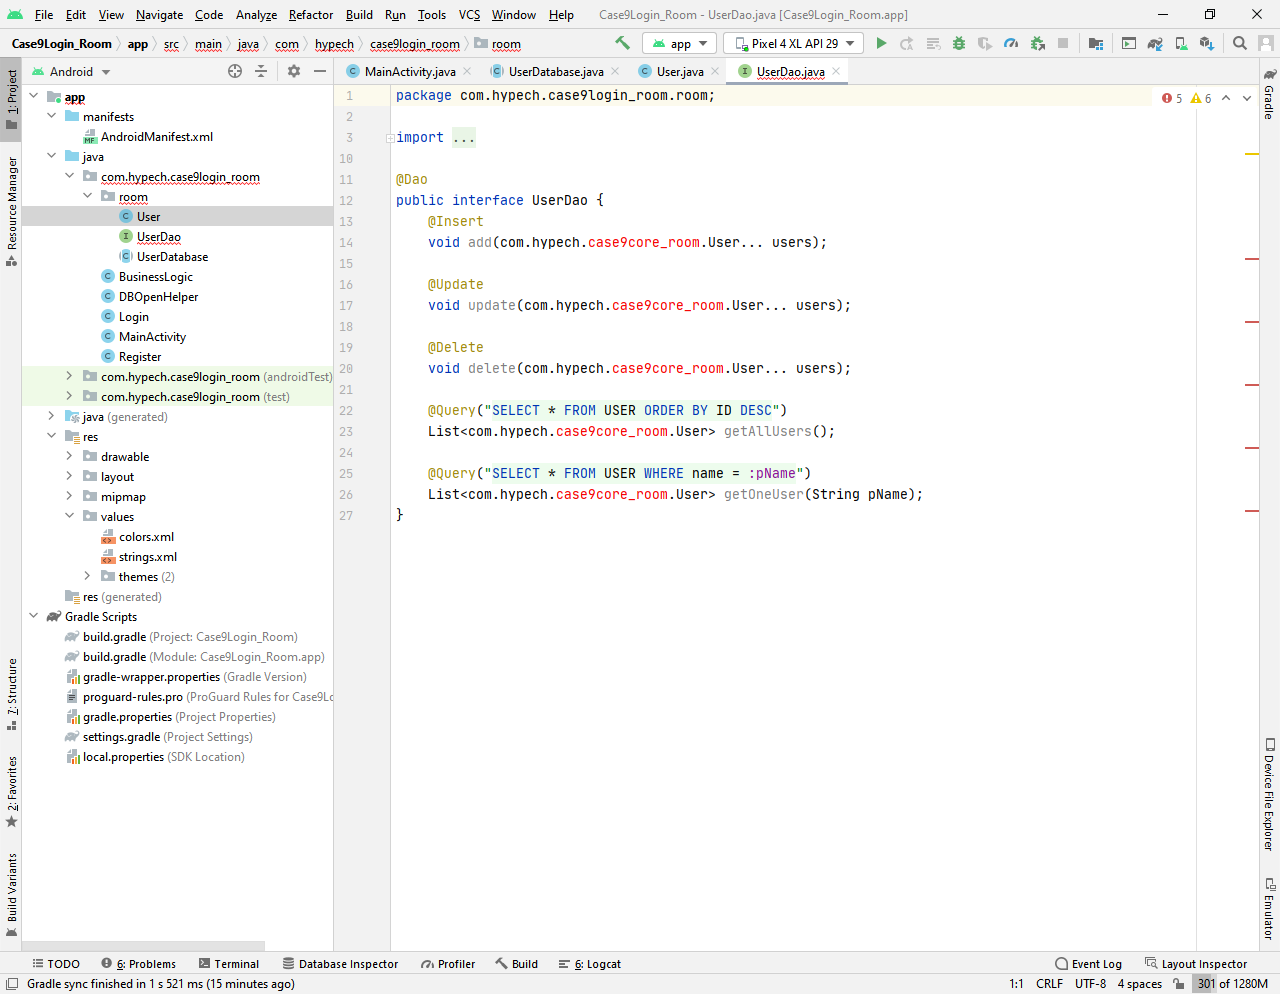 File Edit View Navigate Code Analyze Refactor Build Run Tools VCS Window Help Case9Login_Room - UserDao.java [Case9Login_Room.app]
Case9Login_Room app src main java com hypech case9login_room room app Pixel 4 XL API 29
Android
MainActivity.java UserDatabase.java User.java UserDao.java
1: Project
Resource Manager
7: Structure
2: Favorites
Build Variants
app
manifests
AndroidManifest.xml
java
com.hypech.case9login_room
room
User
UserDao
UserDatabase
BusinessLogic
DBOpenHelper
Login
MainActivity
Register
com.hypech.case9login_room (androidTest)
com.hypech.case9login_room (test)
java (generated)
res
drawable
layout
mipmap
values
colors.xml
strings.xml
themes (2)
res (generated)
Gradle Scripts
build.gradle (Project: Case9Login_Room)
build.gradle (Module: Case9Login_Room.app)
gradle-wrapper.properties (Gradle Version)
proguard-rules.pro (ProGuard Rules for Case9Lo
gradle.properties (Project Properties)
settings.gradle (Project Settings)
local.properties (SDK Location)
1 package com.hypech.case9login_room.room; 5 6
2
3 import ...
10
11 @Dao
12 public interface UserDao {
13 @Insert
14 void add(com.hypech.case9core_room.User... users);
15
16 @Update
17 void update(com.hypech.case9core_room.User... users);
18
19 @Delete
20 void delete(com.hypech.case9core_room.User... users);
21
22 @Query("SELECT * FROM USER ORDER BY ID DESC")
23 List<com.hypech.case9core_room.User> getAllUsers();
24
25 @Query("SELECT * FROM USER WHERE name = :pName")
26 List<com.hypech.case9core_room.User> getOneUser(String pName);
27 }
Gradle
Device File Explorer
Emulator
TODO 6: Problems Terminal Database Inspector Profiler Build 6: Logcat Event Log Layout Inspector
Gradle sync finished in 1 s 521 ms (15 minutes ago) 1:1 CRLF UTF-8 4 spaces 301 of 1280M